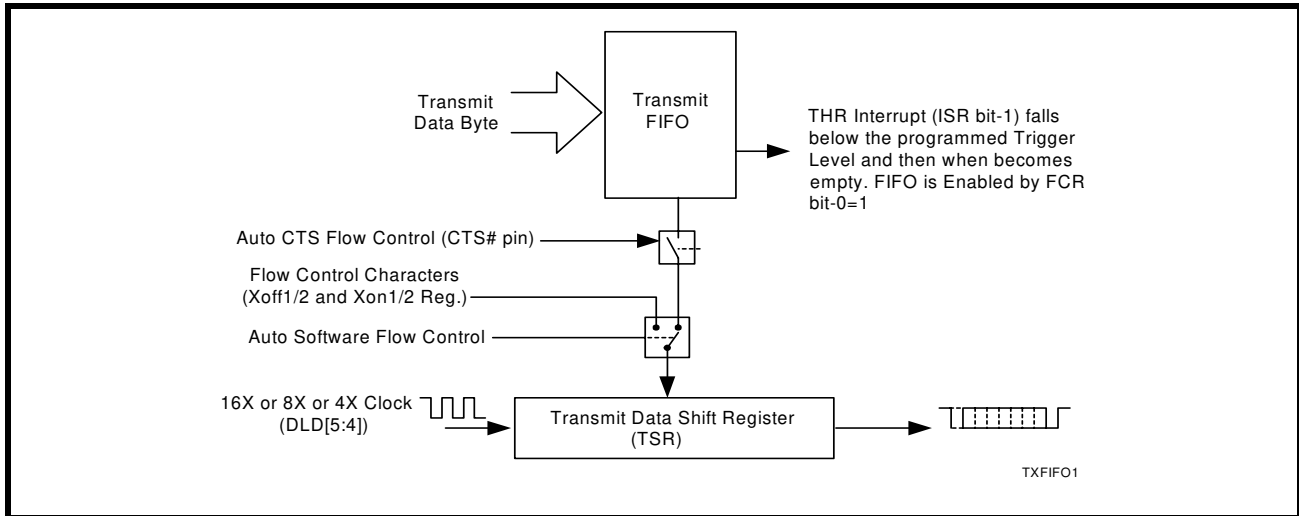 Transmit
Data Byte
Transmit
FIFO
THR Interrupt (ISR bit-1) falls
below the programmed Trigger
Level and then when becomes
empty. FIFO is Enabled by FCR
bit-0=1
Auto CTS Flow Control (CTS# pin)
Flow Control Characters
(Xoff1/2 and Xon1/2 Reg.)
Auto Software Flow Control
16X or 8X or 4X Clock
(DLD[5:4])
Transmit Data Shift Register
(TSR)
TXFIFO1